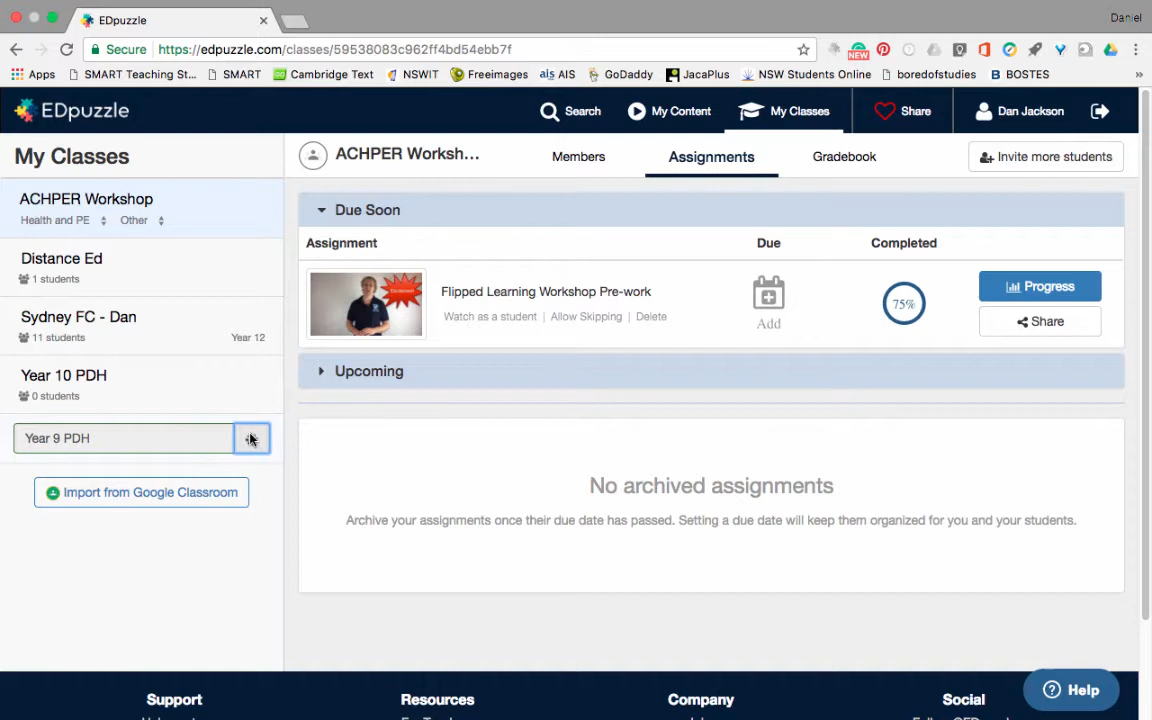 EDpuzzle
Daniel
Secure https://edpuzzle.com/classes/59538083c962ff4bd54ebb7f
NEW
Apps SMART Teaching St... SMART Cambridge Text NSWIT Freeimages aIS AIS GoDaddy JacaPlus NSW Students Online boredofstudies B BOSTES »
EDpuzzle Search My Content My Classes Share Dan Jackson
My Classes
ACHPER Worksh... Members Assignments Gradebook Invite more students
ACHPER Workshop
Health and PE Other
Distance Ed
1 students
Sydney FC - Dan
11 students Year 12
Year 10 PDH
0 students
Year 9 PDH
Import from Google Classroom
Due Soon
Assignment Due Completed
Flipped Learning Workshop Pre-work
Watch as a student | Allow Skipping | Delete
Add
75%
Progress
Share
Upcoming
No archived assignments
Archive your assignments once their due date has passed. Setting a due date will keep them organized for you and your students.
Support Resources Company Social
? Help